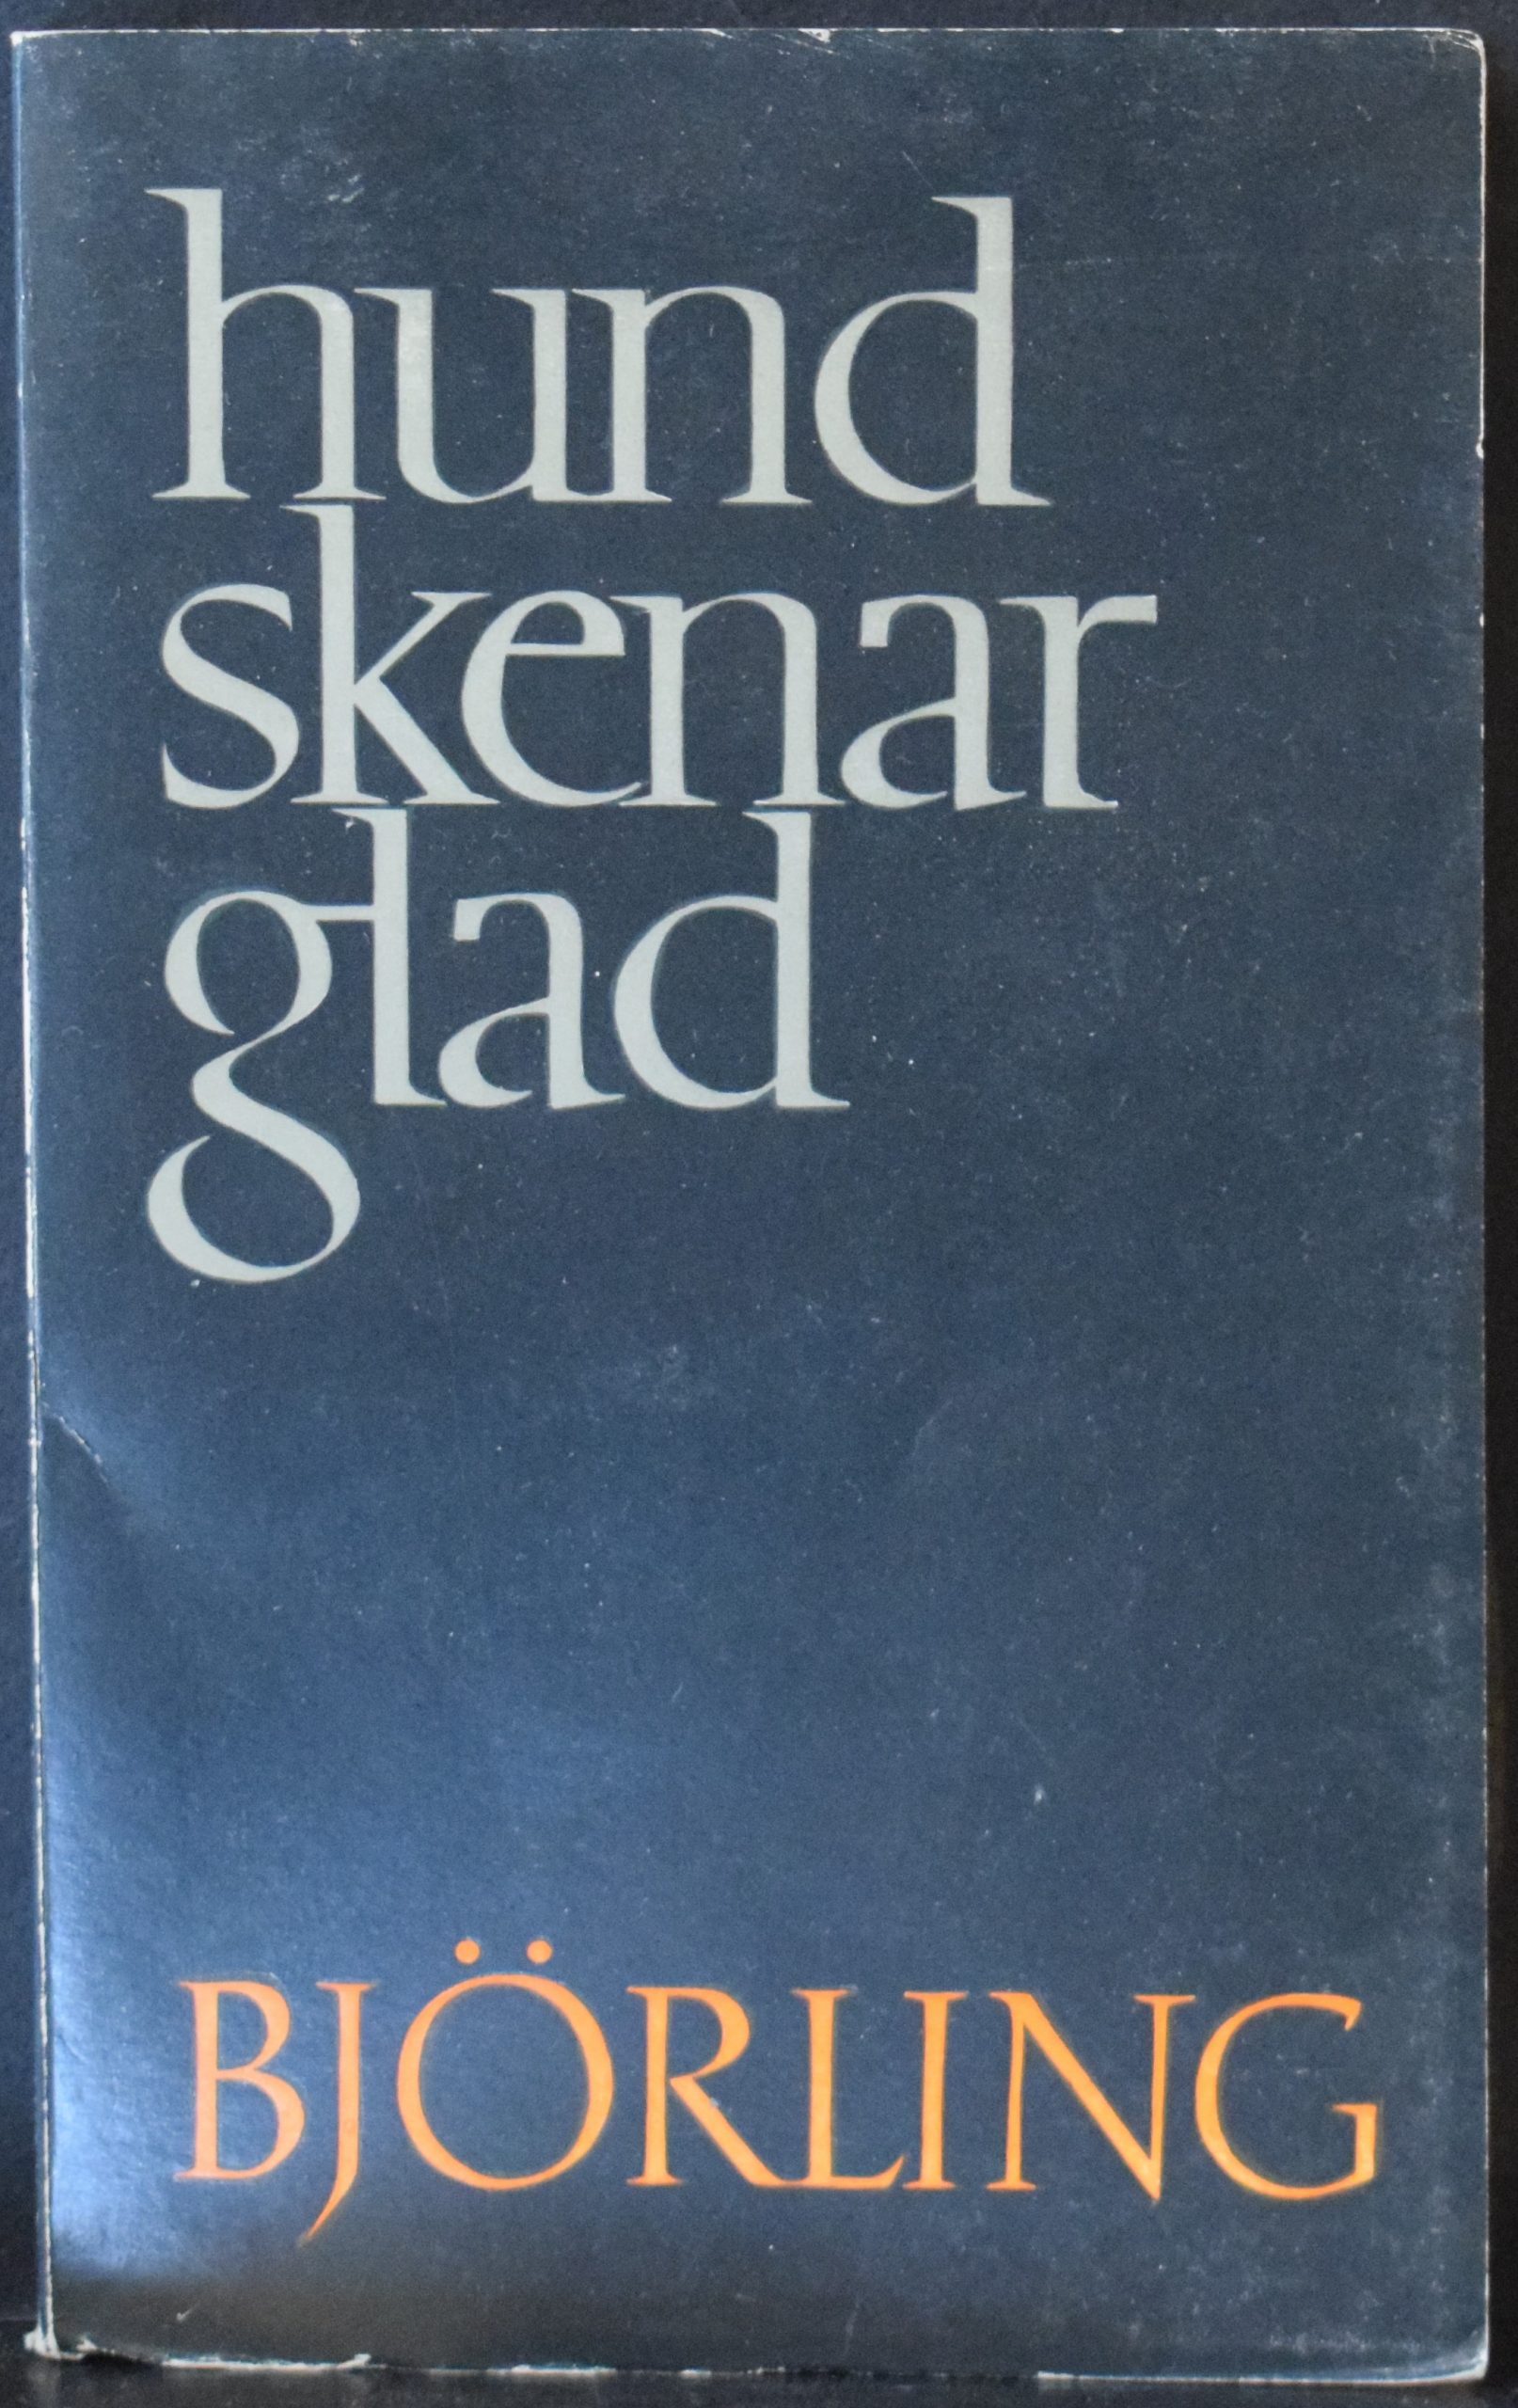 hund
skenar
glad
BJÖRLING